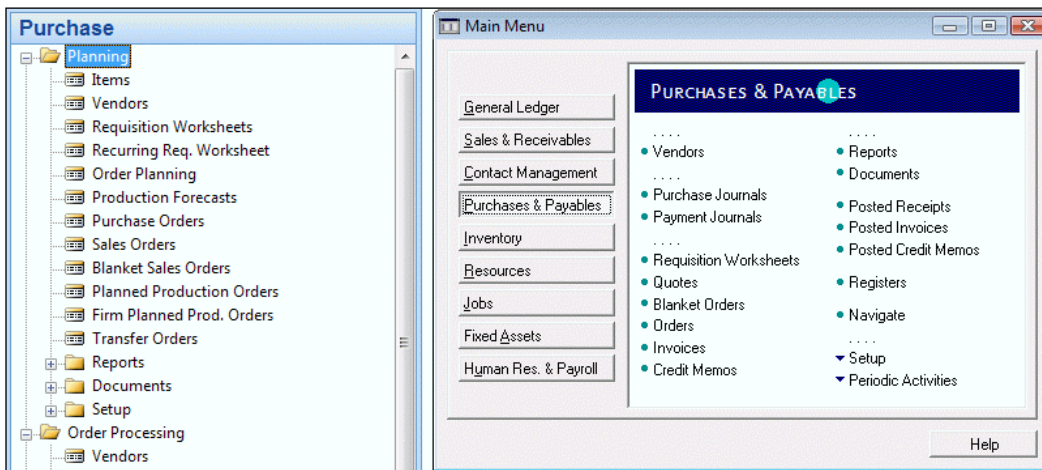 Purchase
Planning
Items
Vendors
Requisition Worksheets
Recurring Req. Worksheet
Order Planning
Production Forecasts
Purchase Orders
Sales Orders
Blanket Sales Orders
Planned Production Orders
Firm Planned Prod. Orders
Transfer Orders
Reports
Documents
Setup
Order Processing
Vendors
Main Menu
General Ledger
Sales & Receivables
Contact Management
Purchases & Payables
Inventory
Resources
Jobs
Fixed Assets
Human Res. & Payroll
PURCHASES & PAYABLES
. . . .
Vendors
. . . .
Purchase Journals
Payment Journals
. . . .
Requisition Worksheets
Quotes
Blanket Orders
Orders
Invoices
Credit Memos
. . . .
Reports
Documents
Posted Receipts
Posted Invoices
Posted Credit Memos
Registers
Navigate
. . . .
Setup
Periodic Activities
Help